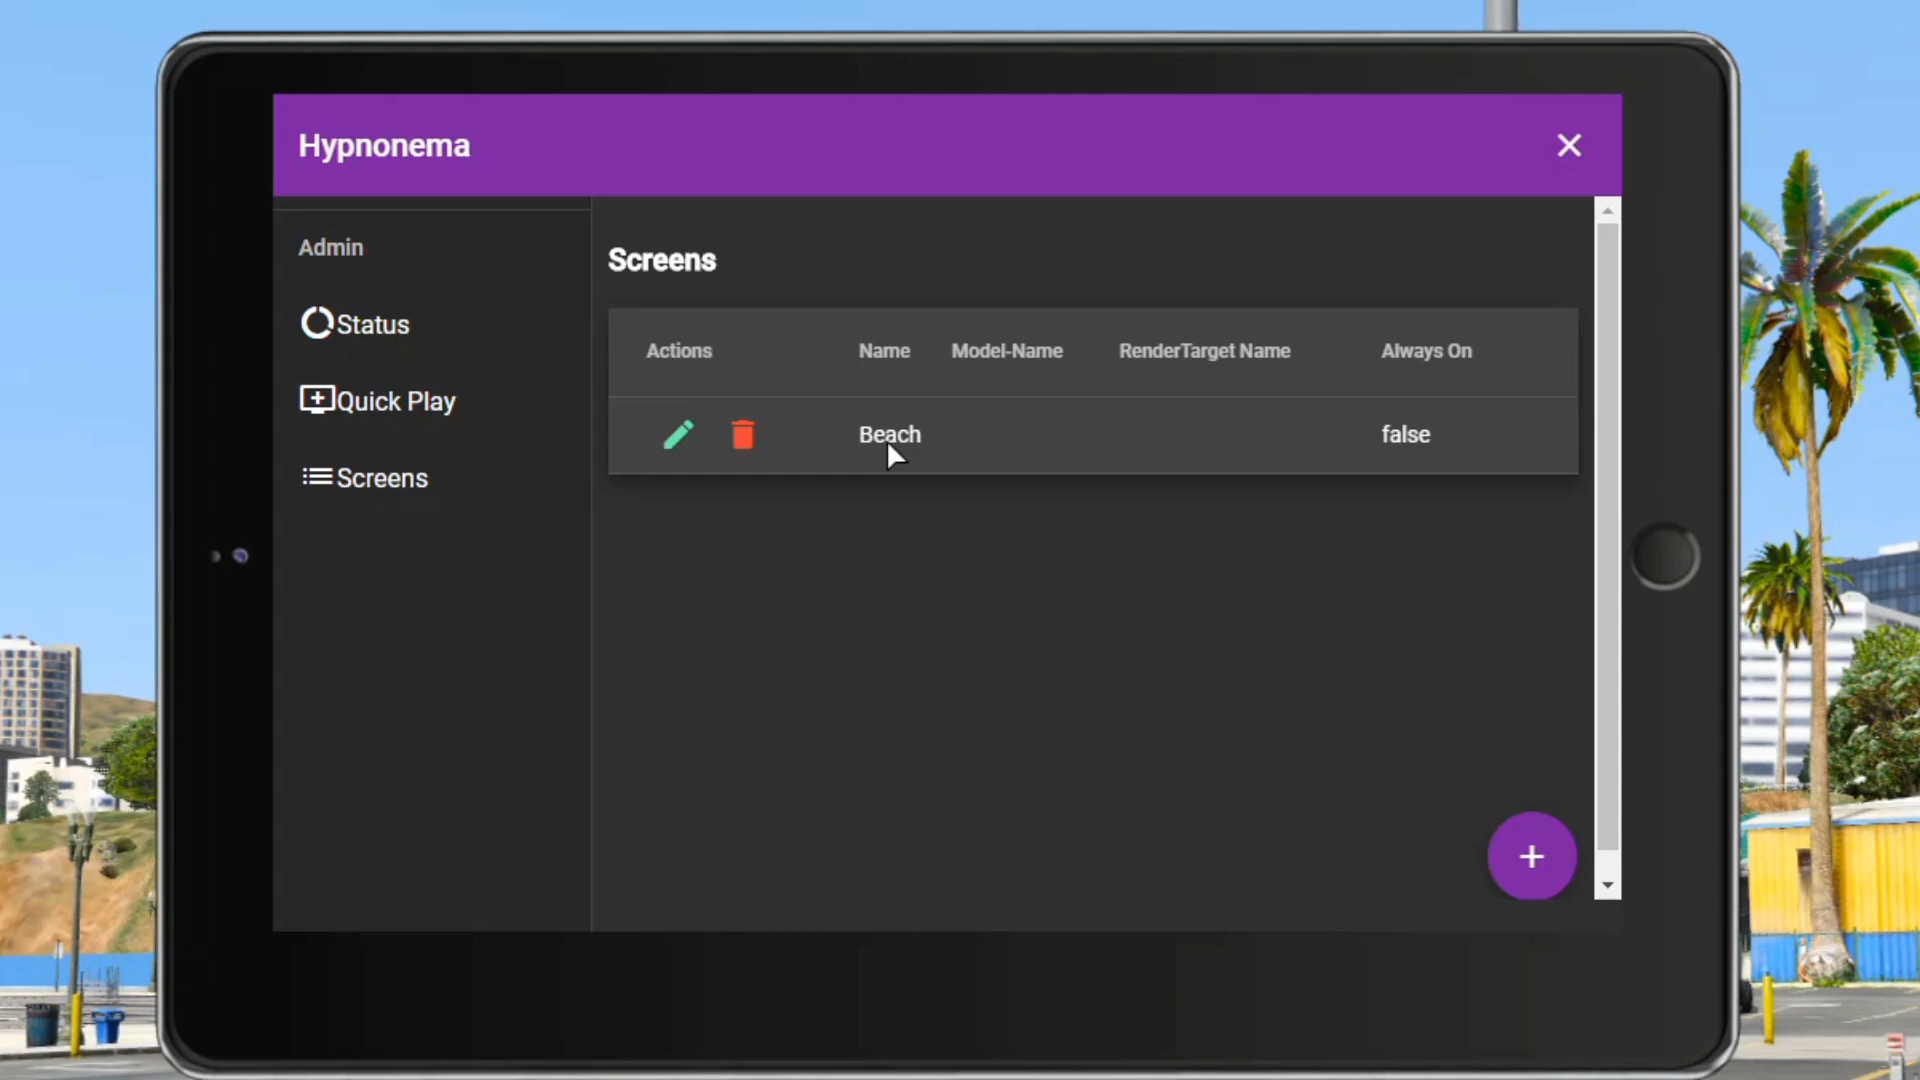 Hypnonema
Admin
Status
Quick Play
Screens
Screens
Actions Name Model-Name RenderTarget Name Always On
Beach false